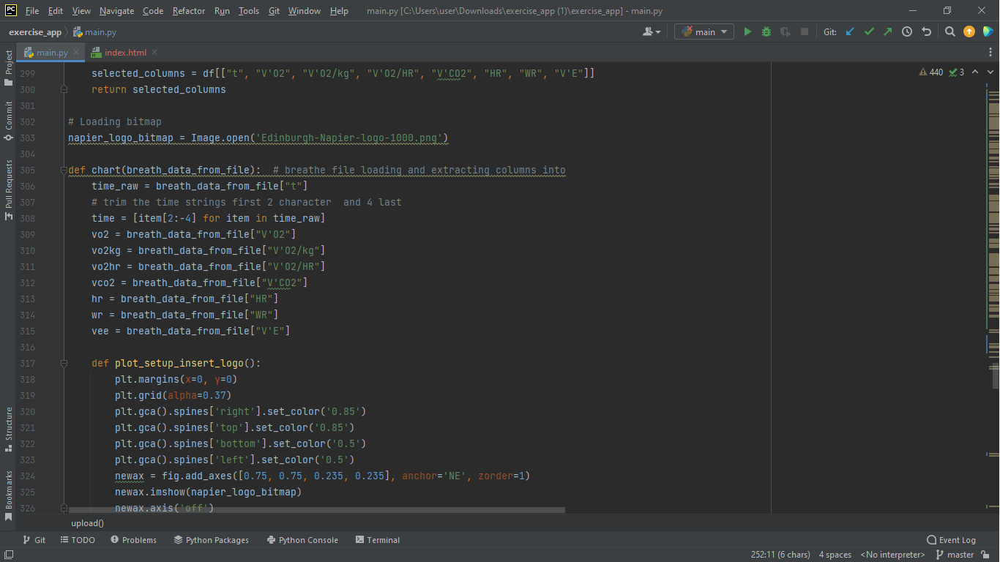 File Edit View Navigate Code Refactor Run Tools Git Window Help main.py [C:\Users\user\Downloads\exercise_app (1)\exercise_app] - main.py
PC
exercise_app main.py main Git:
main.py index.html
Project
Commit
Pull Requests
Structure
Bookmarks
440 3
299 selected_columns = df[["t", "V'O2", "V'O2/kg", "V'O2/HR", "V'CO2", "HR", "WR", "V'E"]]
300 return selected_columns
301
302 # Loading bitmap
303 napier_logo_bitmap = Image.open('Edinburgh-Napier-logo-1000.png')
304
305 def chart(breath_data_from_file):  # breathe file loading and extracting columns into
306 time_raw = breath_data_from_file["t"]
307 # trim the time strings first 2 character  and 4 last
308 time = [item[2:-4] for item in time_raw]
309 vo2 = breath_data_from_file["V'O2"]
310 vo2kg = breath_data_from_file["V'O2/kg"]
311 vo2hr = breath_data_from_file["V'O2/HR"]
312 vco2 = breath_data_from_file["V'CO2"]
313 hr = breath_data_from_file["HR"]
314 wr = breath_data_from_file["WR"]
315 vee = breath_data_from_file["V'E"]
316
317 def plot_setup_insert_logo():
318 plt.margins(x=0, y=0)
319 plt.grid(alpha=0.37)
320 plt.gca().spines['right'].set_color('0.85')
321 plt.gca().spines['top'].set_color('0.85')
322 plt.gca().spines['bottom'].set_color('0.5')
323 plt.gca().spines['left'].set_color('0.5')
324 newax = fig.add_axes([0.75, 0.75, 0.235, 0.235], anchor='NE', zorder=1)
325 newax.imshow(napier_logo_bitmap)
326 newax.axis('off')
upload()
Git TODO Problems Python Packages Python Console Terminal Event Log
252:11 (6 chars) 4 spaces <No interpreter> master